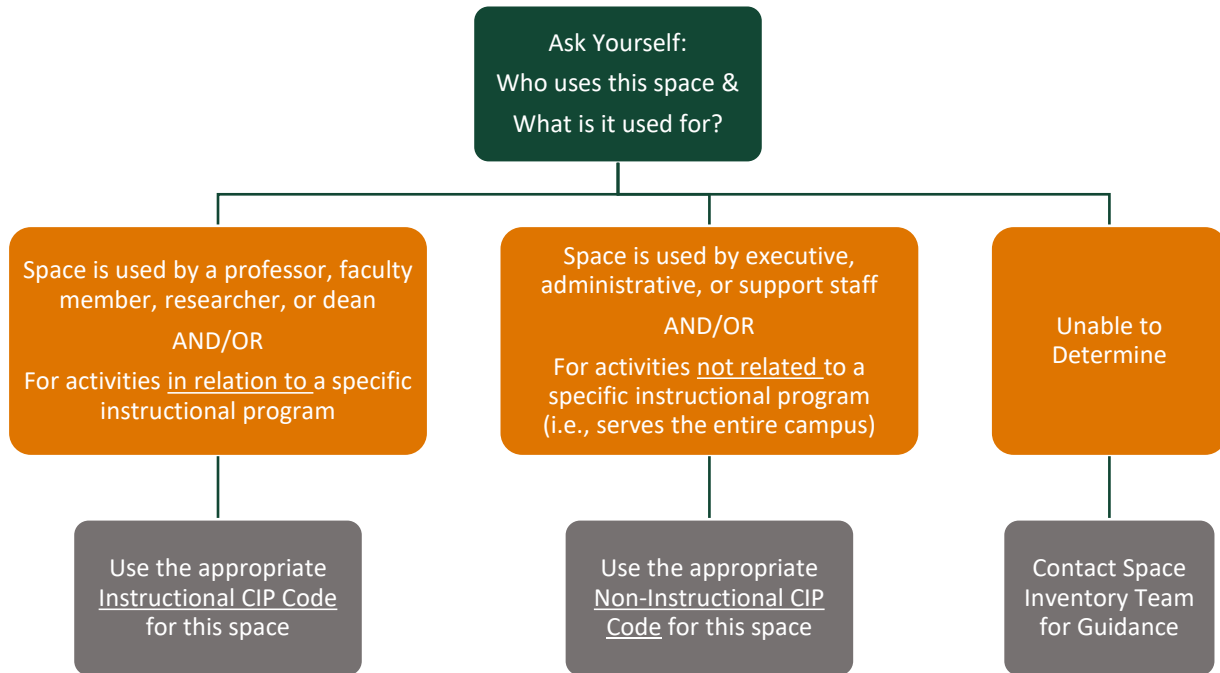 Ask Yourself:
Who uses this space &
What is it used for?
Space is used by a professor, faculty
member, researcher, or dean
AND/OR
For activities in relation to a specific
instructional program
Space is used by executive,
administrative, or support staff
AND/OR
For activities not related to a
specific instructional program
(i.e., serves the entire campus)
Unable to
Determine
Use the appropriate
Instructional CIP Code
for this space
Use the appropriate
Non-Instructional CIP
Code for this space
Contact Space
Inventory Team
for Guidance